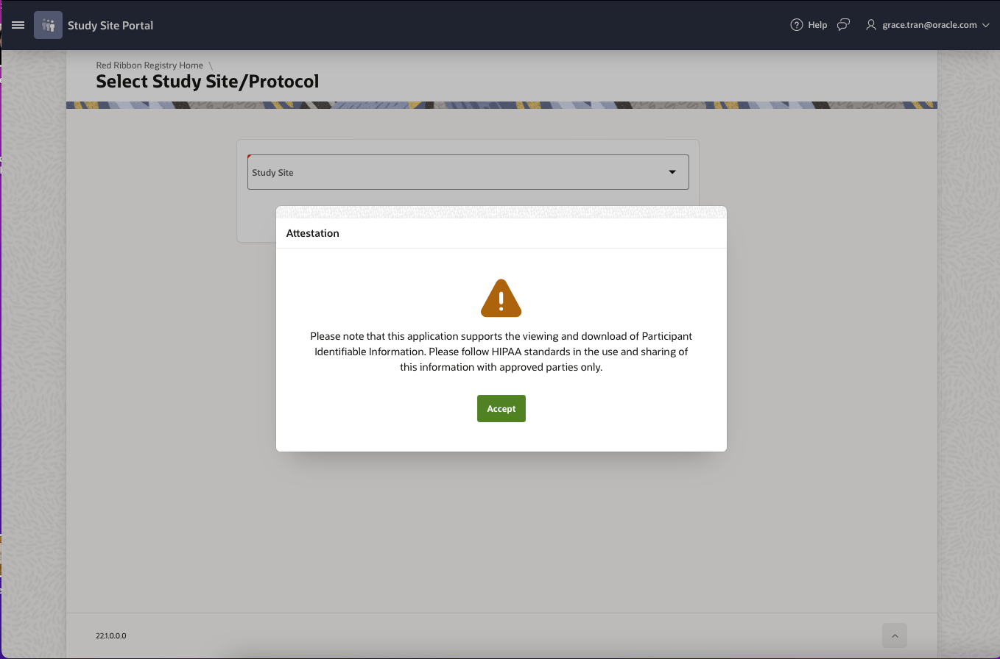 Study Site Portal
Help
grace.tran@oracle.com
Red Ribbon Registry Home \
Select Study Site/Protocol
Study Site
Attestation
Please note that this application supports the viewing and download of Participant
Identifiable Information. Please follow HIPAA standards in the use and sharing of
this information with approved parties only.
Accept
22.1.0.0.0